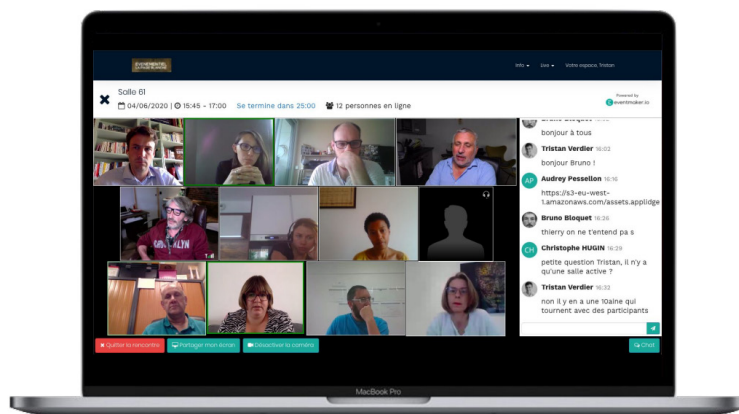 ÉVÉNEMENTIEL
Info
Live
Votre espace, Tristan
Salle 61
04/06/2020 | 15:45 - 17:00 Se termine dans 25:00 12 personnes en ligne
Powered by
eventmaker.io
bonjour à tous
Tristan Verdier 16:02
bonjour Bruno !
AP Audrey Pessellon 16:16
https://s3-eu-west-
1.amazonaws.com/assets.applidge
Bruno Bloquet 16:26
thierry on ne t'entend pa s
CH Christophe HUGIN 16:29
petite question Tristan, il n'y a
qu'une salle active ?
Tristan Verdier 16:32
non il y en a une 10aine qui
tournent avec des participants
Quitter la rencontre
Partager mon écran
Désactiver la caméra
Chat
MacBook Pro